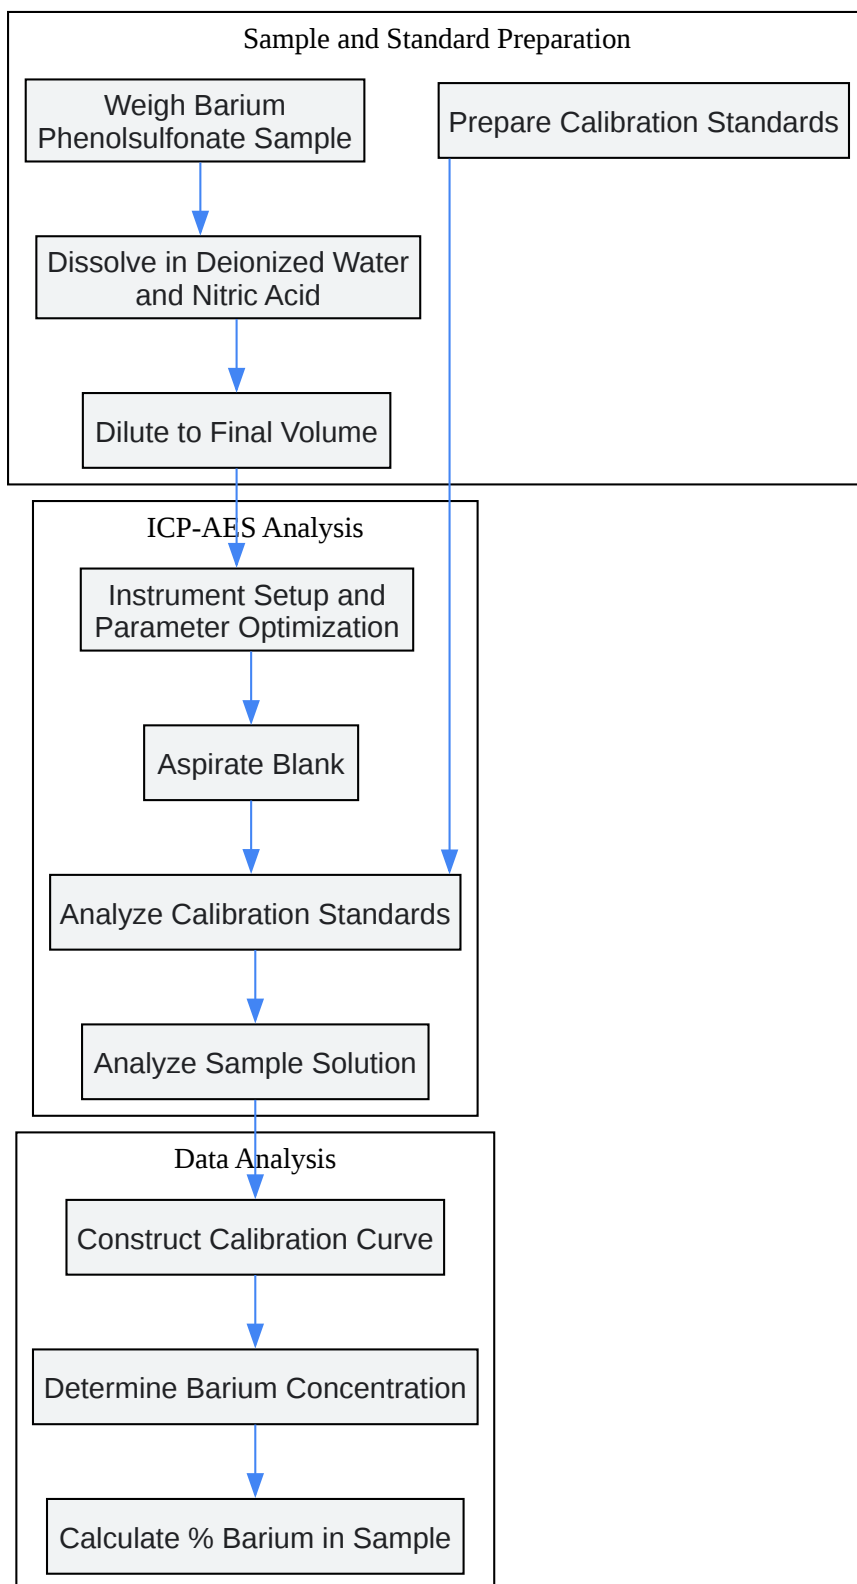 Sample and Standard Preparation
Weigh Barium
Phenolsulfonate Sample
Prepare Calibration Standards
Dissolve in Deionized Water
and Nitric Acid
Dilute to Final Volume
ICP-AES Analysis
Instrument Setup and
Parameter Optimization
Aspirate Blank
Analyze Calibration Standards
Analyze Sample Solution
Data Analysis
Construct Calibration Curve
Determine Barium Concentration
Calculate % Barium in Sample